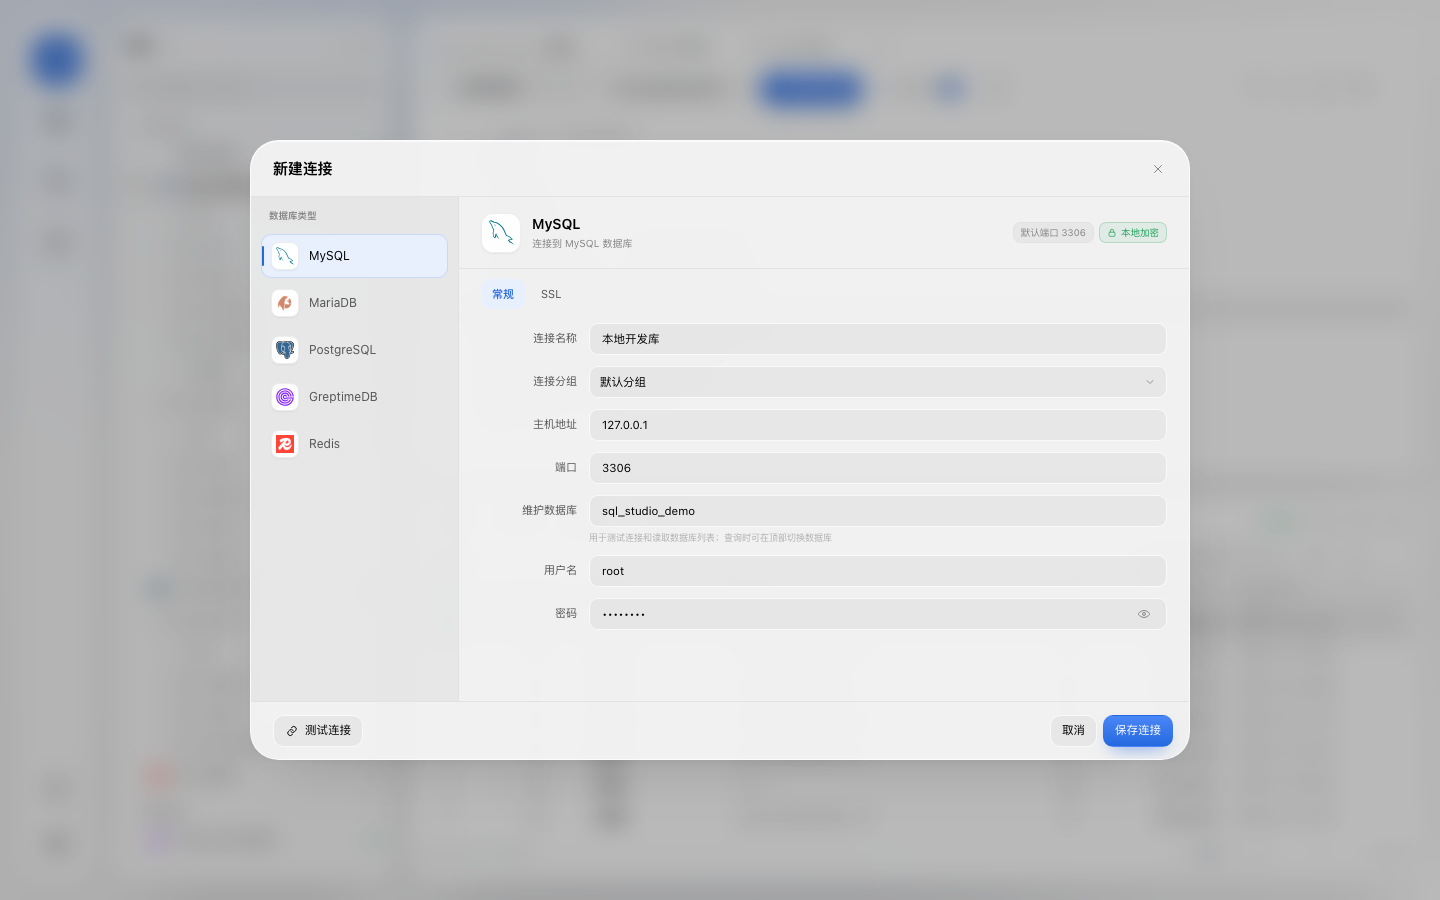 新建连接
数据库类型
MySQL
MariaDB
PostgreSQL
GreptimeDB
Redis
MySQL
连接到 MySQL 数据库
默认端口 3306
本地加密
常规
SSL
连接名称
本地开发库
连接分组
默认分组
主机地址
127.0.0.1
端口
3306
维护数据库
sql_studio_demo
用于测试连接和读取数据库列表；查询时可在顶部切换数据库
用户名
root
密码
••••••••
测试连接
取消
保存连接